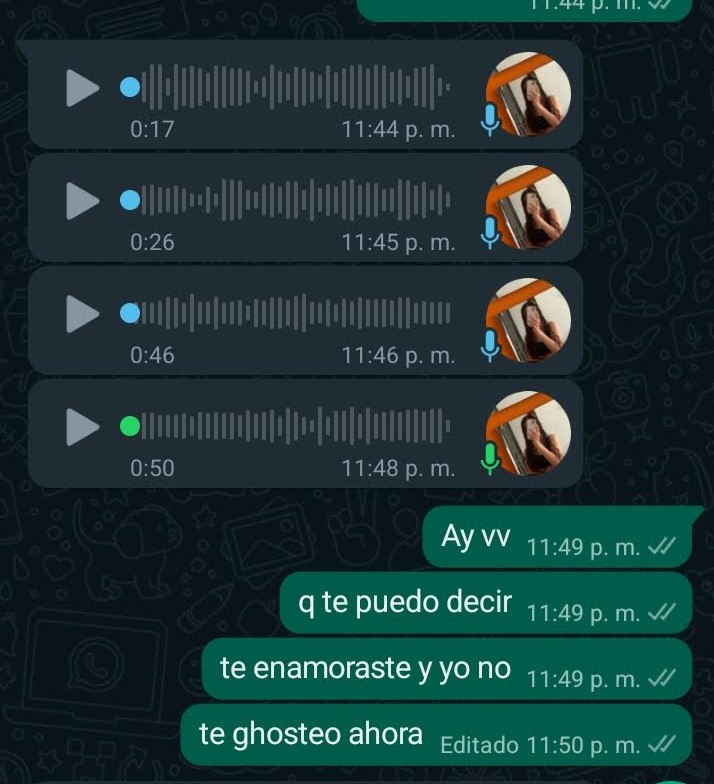 11:44 p. m.
0:17 11:44 p. m.
0:26 11:45 p. m.
0:46 11:46 p. m.
0:50 11:48 p. m.
Ay vv 11:49 p. m.
q te puedo decir 11:49 p. m.
te enamoraste y yo no 11:49 p. m.
te ghosteo ahora Editado 11:50 p. m.